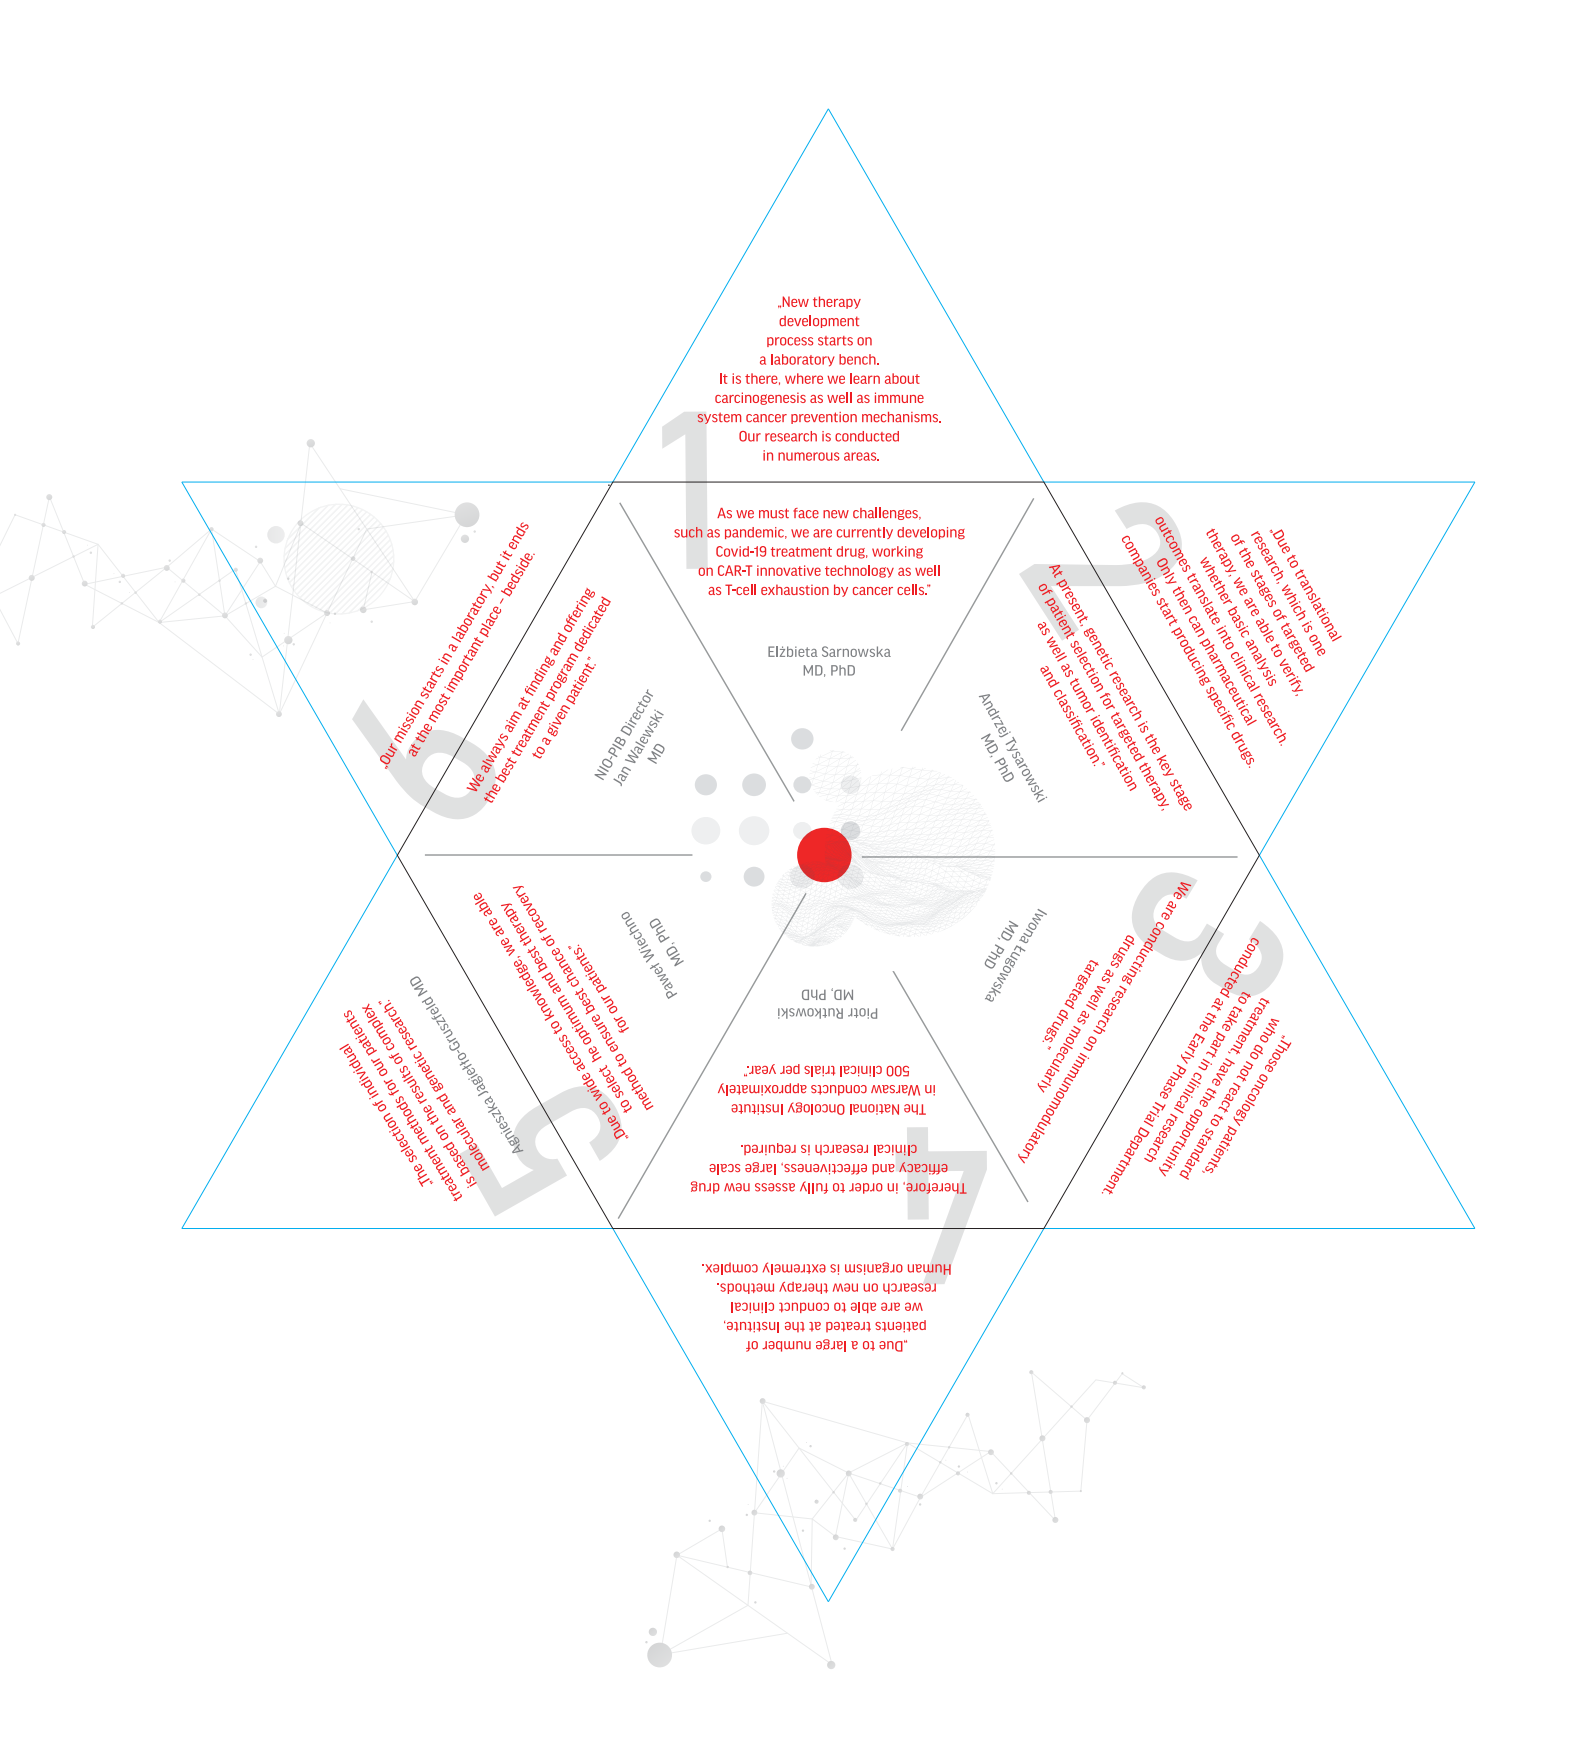 1
„New therapy
development
process starts on
a laboratory bench.
It is there, where we learn about
carcinogenesis as well as immune
system cancer prevention mechanisms.
Our research is conducted
in numerous areas.
As we must face new challenges,
such as pandemic, we are currently developing
Covid-19 treatment drug, working
on CAR-T innovative technology as well
as T-cell exhaustion by cancer cells."
Elżbieta Sarnowska
MD, PhD
2
„Due to translational
research, which is one
of the stages of targeted
therapy, we are able to verify,
whether basic analysis
outcomes translate into clinical research.
Only then can pharmaceutical
companies start producing specific drugs.
At present, genetic research is the key stage
of patient selection for targeted therapy,
as well as tumor identification
and classification."
Andrzej Tysarowski
MD, PhD
3
„Those oncology patients,
who do not react to standard
treatment, have the opportunity
to take part in clinical research
conducted at the Early Phase Trial Department.
We are conducting research on immunomodulatory
drugs as well as molecularly
targeted drugs."
Iwona Ługowska
MD, PhD
4
„Due to a large number of
patients treated at the Institute,
we are able to conduct clinical
research on new therapy methods.
Human organism is extremely complex.
Therefore, in order to fully assess new drug
efficacy and effectiveness, large scale
clinical research is required.
The National Oncology Institute
in Warsaw conducts approximately
500 clinical trials per year."
Piotr Rutkowski
MD, PhD
5
„The selection of individual
treatment methods for our patients
is based on the results of complex
molecular and genetic research."
Agnieszka Jagiełło-Gruszfeld MD
„Due to wide access to knowledge, we are able
to select he optimum and best therapy
method to ensure best chance of recovery
for our patients."
Paweł Wiechno
MD, PhD
6
„Our mission starts in a laboratory, but it ends
at the most important place – bedside.
We always aim at finding and offering
the best treatment program dedicated
to a given patient."
NIO-PIB Director
Jan Walewski
MD